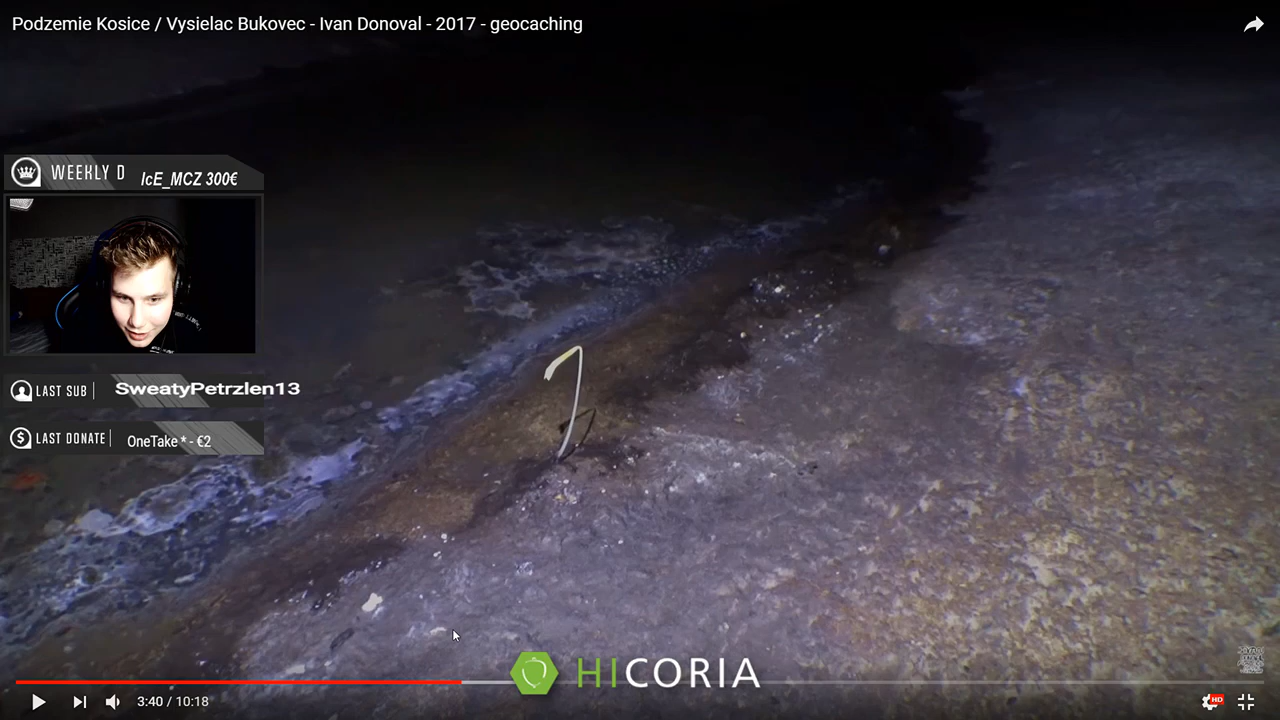 Podzemie Kosice / Vysielac Bukovec - Ivan Donoval - 2017 - geocaching
WEEKLY D IcE_MCZ 300€
LAST SUB | SweatyPetrzlen13
LAST DONATE | OneTake * - €2
HICORIA
3:40 / 10:18
HD